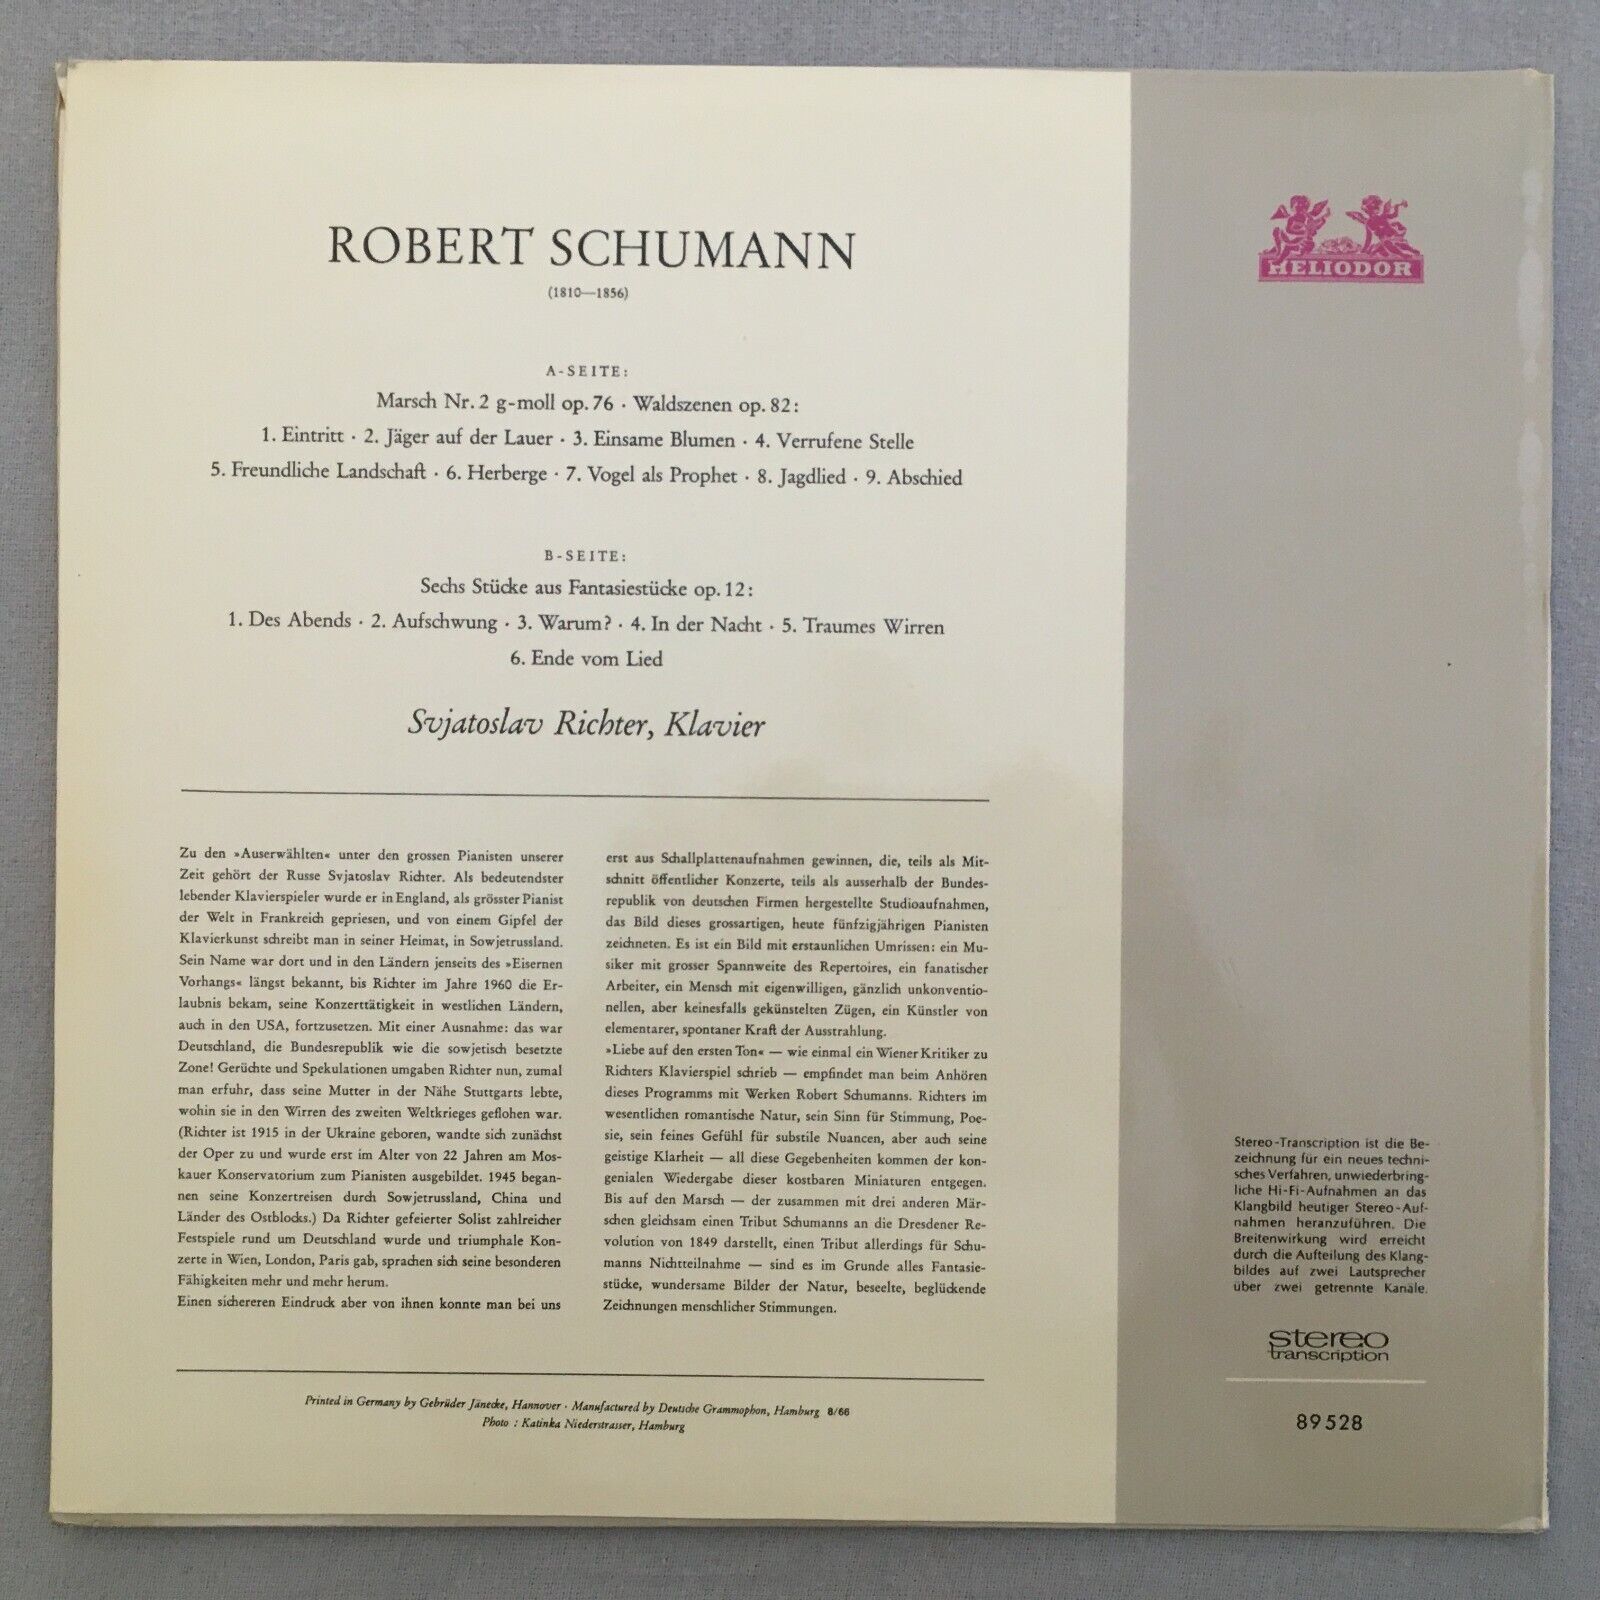 ROBERT SCHUMANN
(1810—1856)
A-SEITE:
Marsch Nr. 2 g-moll op. 76 · Waldszenen op. 82:
1. Eintritt · 2. Jäger auf der Lauer · 3. Einsame Blumen · 4. Verrufene Stelle
5. Freundliche Landschaft · 6. Herberge · 7. Vogel als Prophet · 8. Jagdlied · 9. Abschied
B-SEITE:
Sechs Stücke aus Fantasiestücke op. 12:
1. Des Abends · 2. Aufschwung · 3. Warum? · 4. In der Nacht · 5. Traumes Wirren
6. Ende vom Lied
Svjatoslav Richter, Klavier
Zu den »Auserwählten« unter den grossen Pianisten unserer
Zeit gehört der Russe Svjatoslav Richter. Als bedeutendster
lebender Klavierspieler wurde er in England, als grösster Pianist
der Welt in Frankreich gepriesen, und von einem Gipfel der
Klavierkunst schreibt man in seiner Heimat, in Sowjetrussland.
Sein Name war dort und in den Ländern jenseits des »Eisernen
Vorhangs« längst bekannt, bis Richter im Jahre 1960 die Er-
laubnis bekam, seine Konzerttätigkeit in westlichen Ländern,
auch in den USA, fortzusetzen. Mit einer Ausnahme: das war
Deutschland, die Bundesrepublik wie die sowjetisch besetzte
Zone! Gerüchte und Spekulationen umgaben Richter nun, zumal
man erfuhr, dass seine Mutter in der Nähe Stuttgarts lebte,
wohin sie in den Wirren des zweiten Weltkrieges geflohen war.
(Richter ist 1915 in der Ukraine geboren, wandte sich zunächst
der Oper zu und wurde erst im Alter von 22 Jahren am Mos-
kauer Konservatorium zum Pianisten ausgebildet. 1945 began-
nen seine Konzertreisen durch Sowjetrussland, China und
Länder des Ostblocks.) Da Richter gefeierter Solist zahlreicher
Festspiele rund um Deutschland wurde und triumphale Kon-
zerte in Wien, London, Paris gab, sprachen sich seine besonderen
Fähigkeiten mehr und mehr herum.
Einen sichereren Eindruck aber von ihnen konnte man bei uns
erst aus Schallplattenaufnahmen gewinnen, die, teils als Mit-
schnitt öffentlicher Konzerte, teils als ausserhalb der Bundes-
republik von deutschen Firmen hergestellte Studioaufnahmen,
das Bild dieses grossartigen, heute fünfzigjährigen Pianisten
zeichneten. Es ist ein Bild mit erstaunlichen Umrissen: ein Mu-
siker mit grosser Spannweite des Repertoires, ein fanatischer
Arbeiter, ein Mensch mit eigenwilligen, gänzlich unkonventio-
nellen, aber keinesfalls gekünstelten Zügen, ein Künstler von
elementarer, spontaner Kraft der Ausstrahlung.
»Liebe auf den ersten Ton« — wie einmal ein Wiener Kritiker zu
Richters Klavierspiel schrieb — empfindet man beim Anhören
dieses Programms mit Werken Robert Schumanns. Richters im
wesentlichen romantische Natur, sein Sinn für Stimmung, Poe-
sie, sein feines Gefühl für substile Nuancen, aber auch seine
geistige Klarheit — all diese Gegebenheiten kommen der kon-
genialen Wiedergabe dieser kostbaren Miniaturen entgegen.
Bis auf den Marsch — der zusammen mit drei anderen Mär-
schen gleichsam einen Tribut Schumanns an die Dresdener Re-
volution von 1849 darstellt, einen Tribut allerdings für Schu-
manns Nichtteilnahme — sind es im Grunde alles Fantasie-
stücke, wundersame Bilder der Natur, beseelte, beglückende
Zeichnungen menschlicher Stimmungen.
Printed in Germany by Gebrüder Jänecke, Hannover · Manufactured by Deutsche Grammophon, Hamburg 8/66
Photo : Katinka Niederstrasser, Hamburg
HELIODOR
Stereo-Transcription ist die Be-
zeichnung für ein neues techni-
sches Verfahren, unwiederbring-
liche Hi-Fi-Aufnahmen an das
Klangbild heutiger Stereo-Auf-
nahmen heranzuführen. Die
Breitenwirkung wird erreicht
durch die Aufteilung des Klang-
bildes auf zwei Lautsprecher
über zwei getrennte Kanäle.
stereo
transcription
89 528